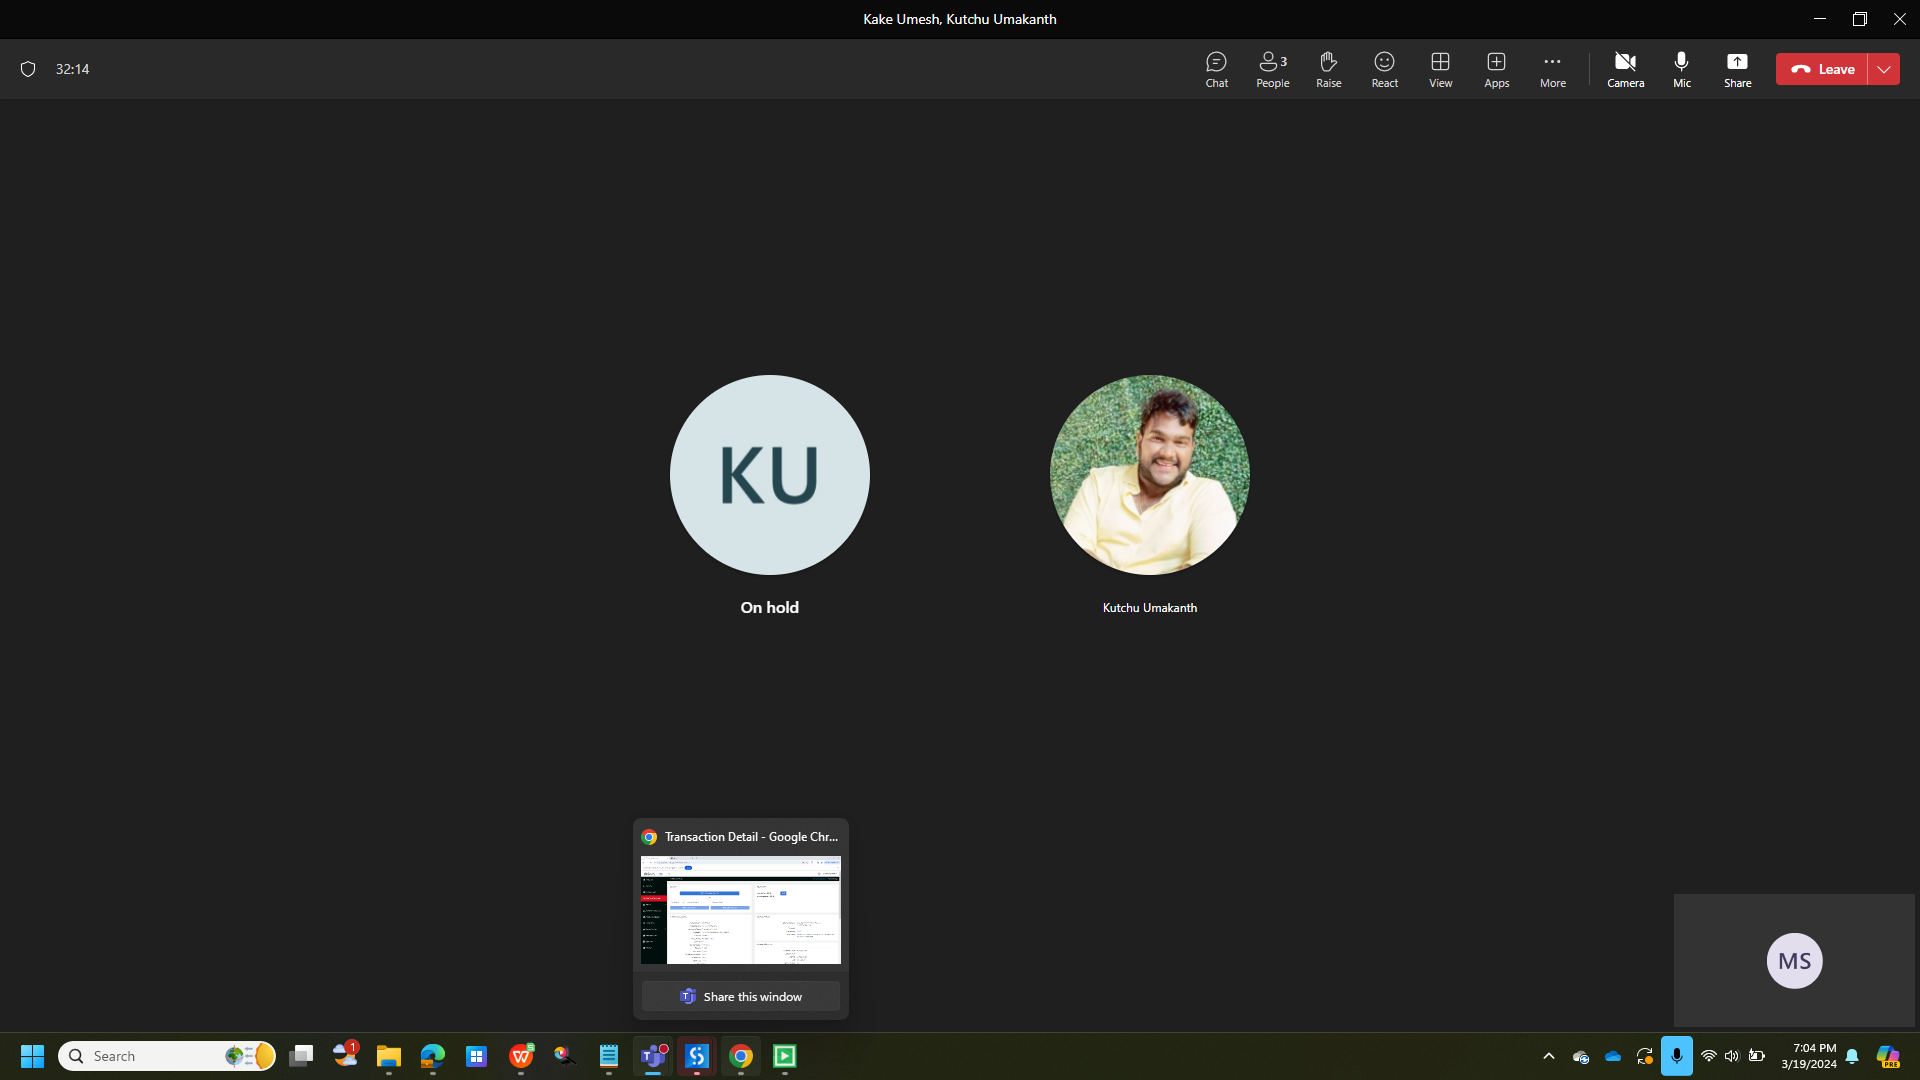 Kake Umesh, Kutchu Umakanth
32:14
Chat
People
3
Raise
React
View
Apps
More
Camera
Mic
Share
Leave
KU
On hold
Kutchu Umakanth
Transaction Detail - Google Chr...
Share this window
MS
Search
1
7:04 PM
3/19/2024
PRE